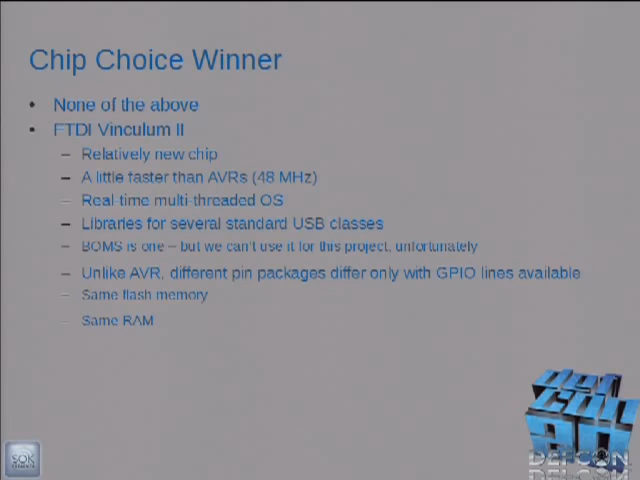 Chip Choice Winner
• None of the above
• FTDI Vinculum II
– Relatively new chip
– A little faster than AVRs (48 MHz)
– Real-time multi-threaded OS
– Libraries for several standard USB classes
– BOMS is one – but we can't use it for this project, unfortunately
– Unlike AVR, different pin packages differ only with GPIO lines available
– Same flash memory
– Same RAM
DEFCON